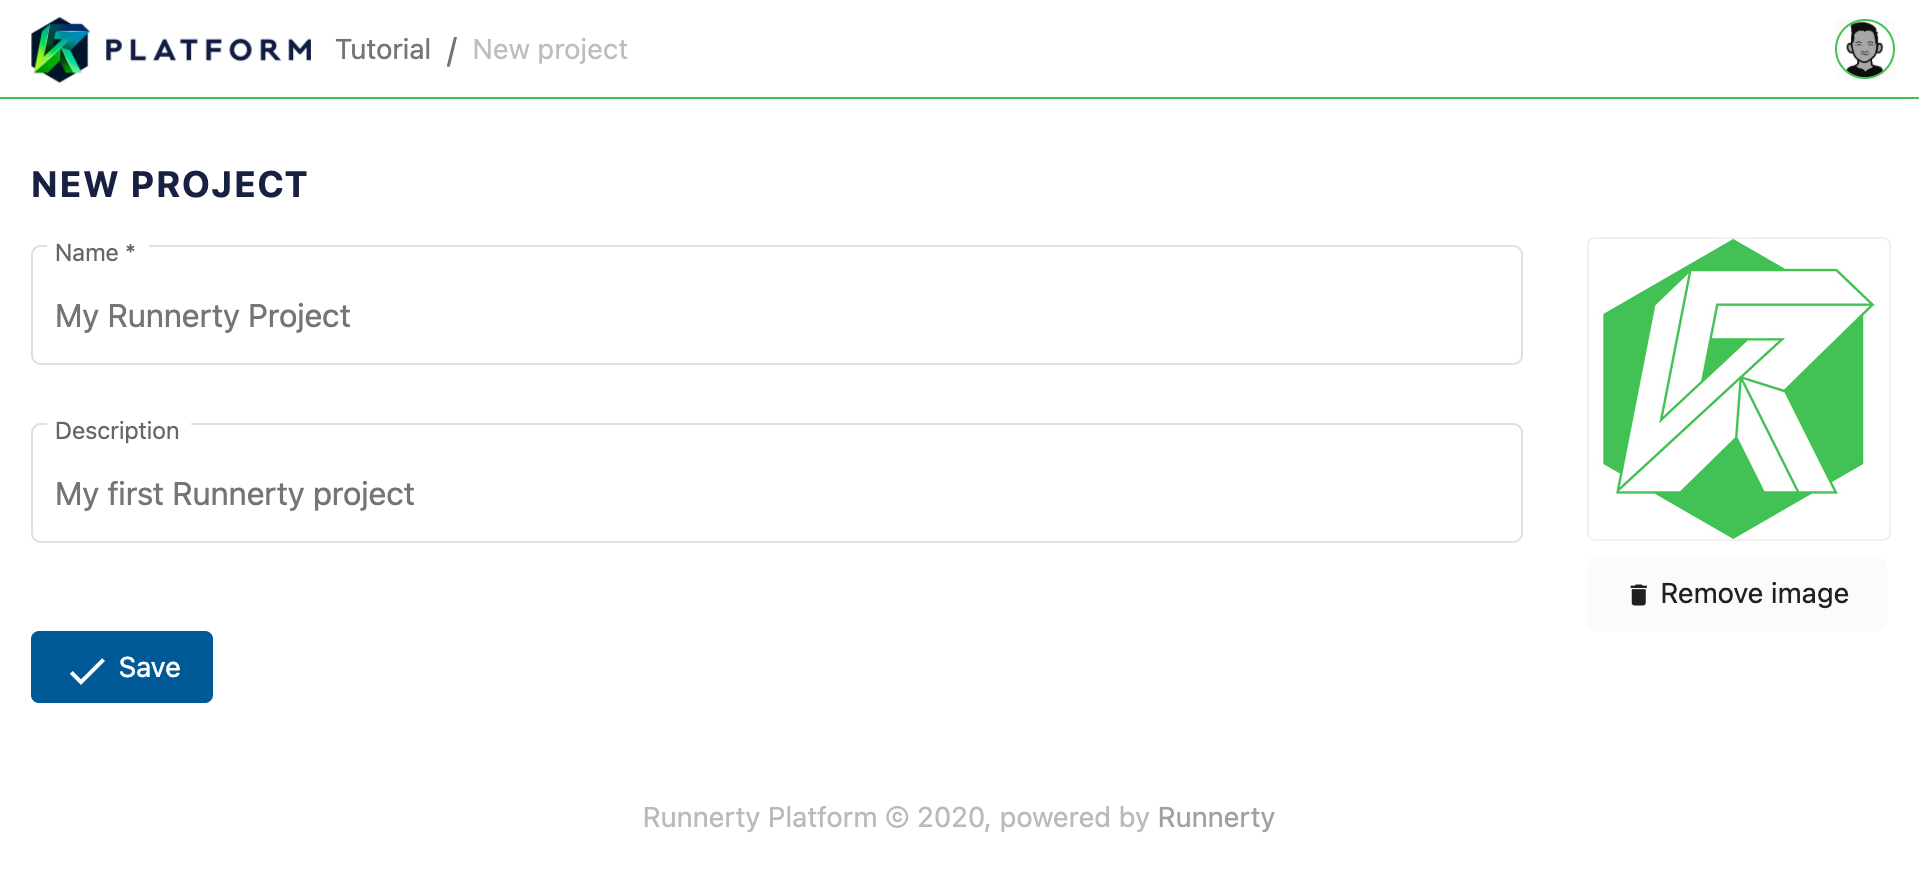 PLATFORM Tutorial / New project
NEW PROJECT
Name *
My Runnerty Project
Description
My first Runnerty project
Remove image
Save
Runnerty Platform © 2020, powered by Runnerty